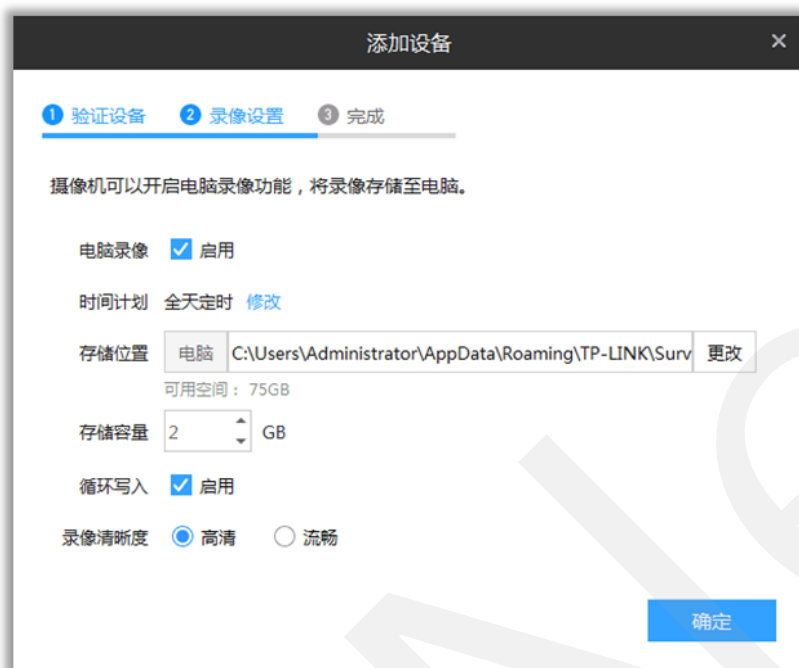 添加设备 ×
1 验证设备 2 录像设置 3 完成
摄像机可以开启电脑录像功能，将录像存储至电脑。
电脑录像 启用
时间计划 全天定时 修改
存储位置 电脑 C:\Users\Administrator\AppData\Roaming\TP-LINK\Surv 更改
可用空间： 75GB
存储容量 2 GB
循环写入 启用
录像清晰度 高清 流畅
确定